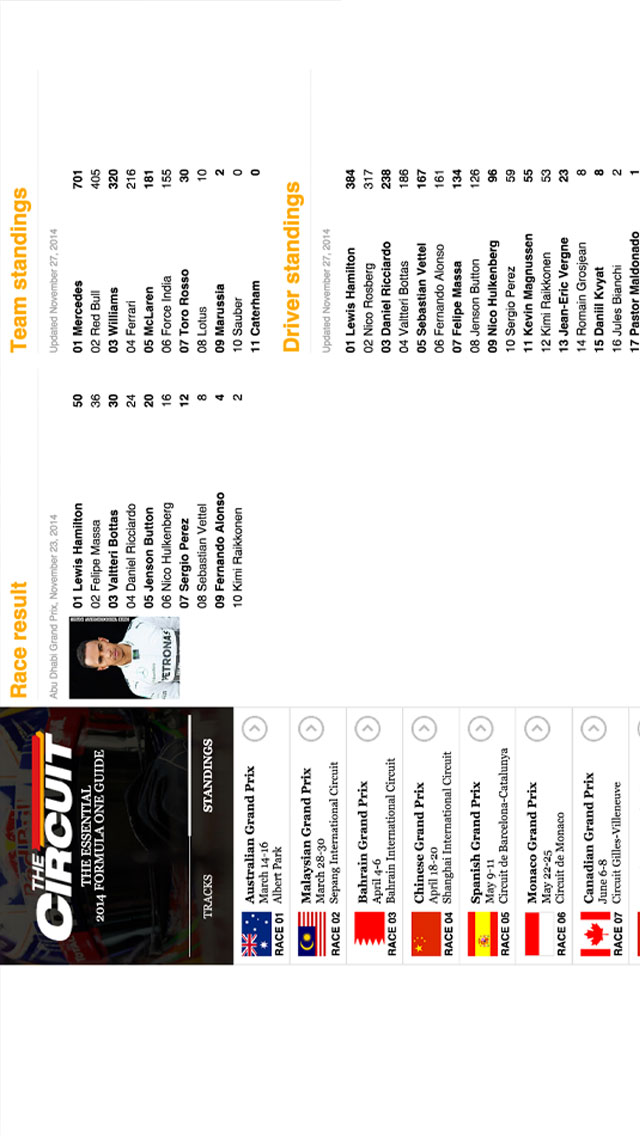 THE
CIRCUIT
THE ESSENTIAL
2014 FORMULA ONE GUIDE
TRACKS STANDINGS
Australian Grand Prix
March 14-16
Albert Park
RACE 01
Malaysian Grand Prix
March 28-30
Sepang International Circuit
RACE 02
Bahrain Grand Prix
April 4-6
Bahrain International Circuit
RACE 03
Chinese Grand Prix
April 18-20
Shanghai International Circuit
RACE 04
Spanish Grand Prix
May 9-11
Circuit de Barcelona-Catalunya
RACE 05
Monaco Grand Prix
May 22-25
Circuit de Monaco
RACE 06
Canadian Grand Prix
June 6-8
Circuit Gilles-Villeneuve
RACE 07
Race result
Abu Dhabi Grand Prix, November 23, 2014
PETRONAS
01 Lewis Hamilton 50
02 Felipe Massa 36
03 Valtteri Bottas 30
04 Daniel Ricciardo 24
05 Jenson Button 20
06 Nico Hulkenberg 16
07 Sergio Perez 12
08 Sebastian Vettel 8
09 Fernando Alonso 4
10 Kimi Raikkonen 2
Team standings
Updated November 27, 2014
01 Mercedes 701
02 Red Bull 405
03 Williams 320
04 Ferrari 216
05 McLaren 181
06 Force India 155
07 Toro Rosso 30
08 Lotus 10
09 Marussia 2
10 Sauber 0
11 Caterham 0
Driver standings
Updated November 27, 2014
01 Lewis Hamilton 384
02 Nico Rosberg 317
03 Daniel Ricciardo 238
04 Valtteri Bottas 186
05 Sebastian Vettel 167
06 Fernando Alonso 161
07 Felipe Massa 134
08 Jenson Button 126
09 Nico Hulkenberg 96
10 Sergio Perez 59
11 Kevin Magnussen 55
12 Kimi Raikkonen 53
13 Jean-Eric Vergne 23
14 Romain Grosjean 8
15 Daniil Kvyat 8
16 Jules Bianchi 2
17 Pastor Maldonado 1